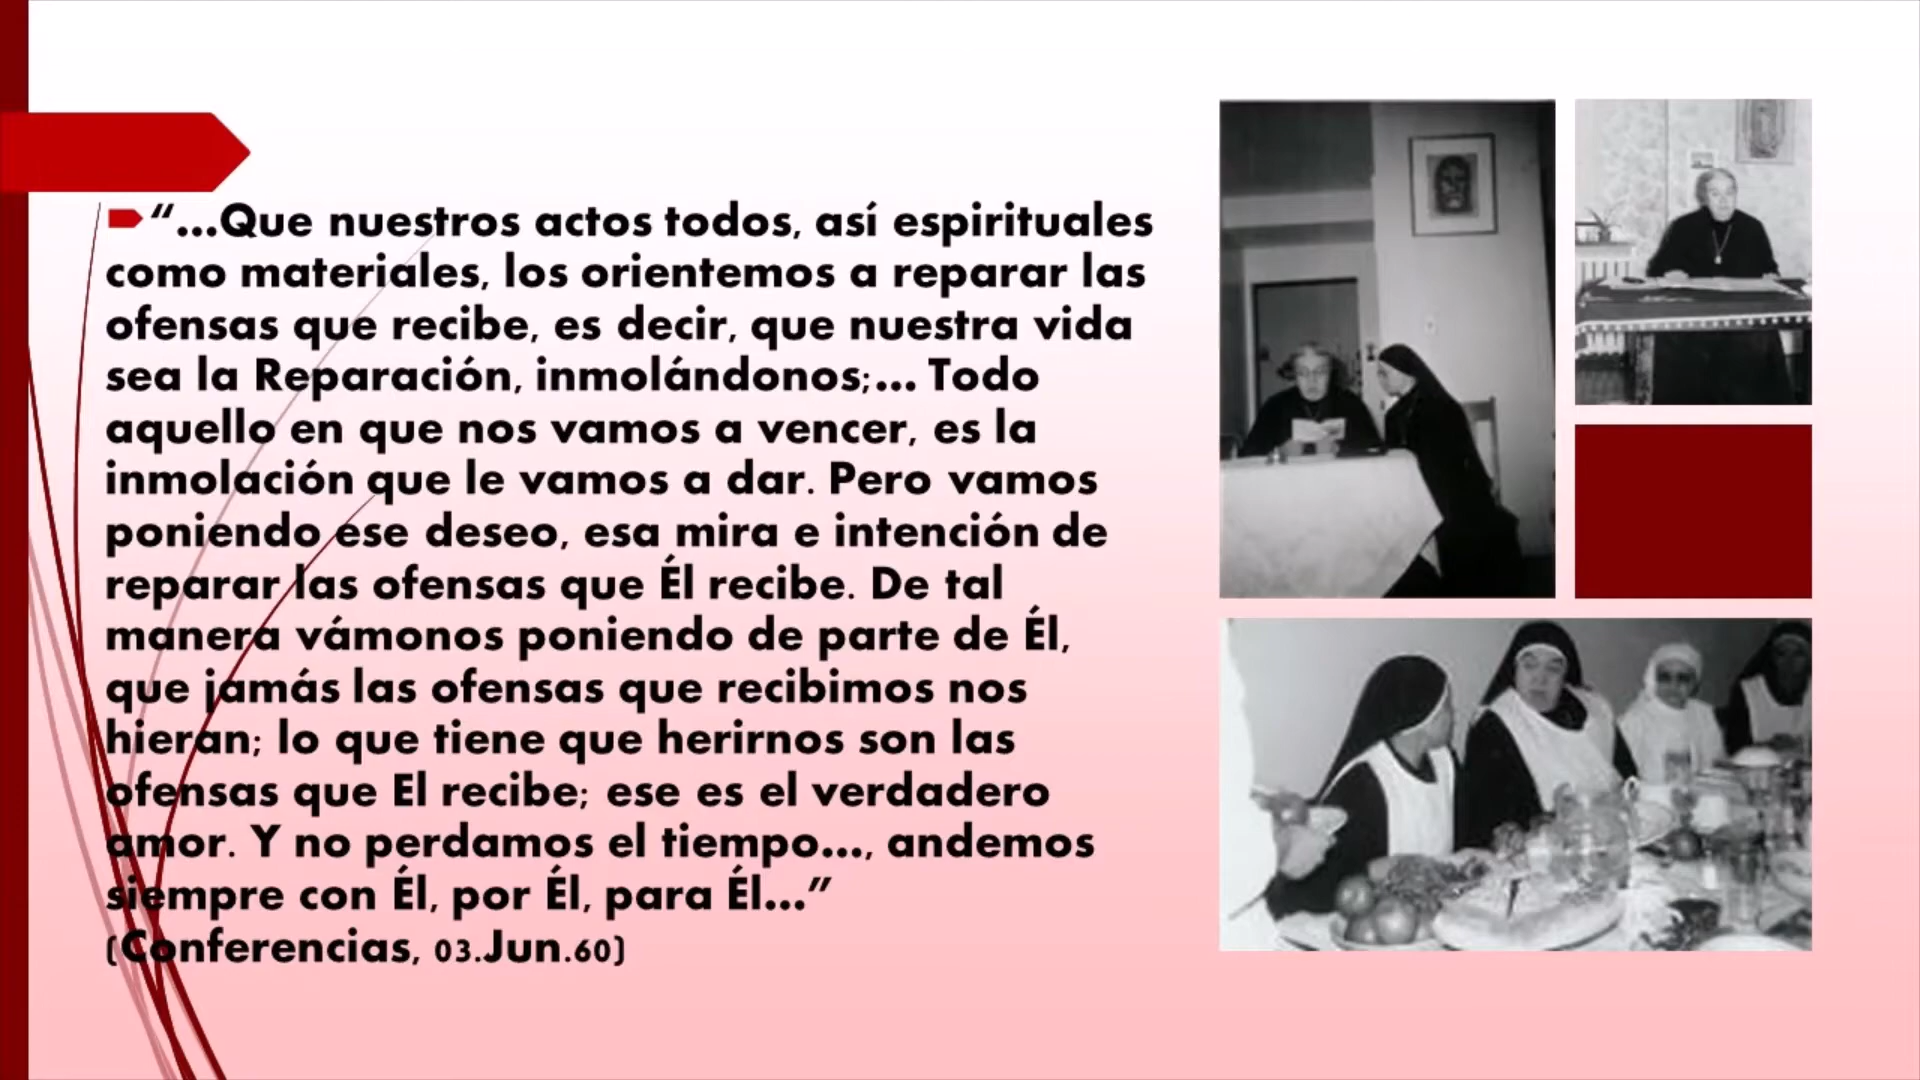 “...Que nuestros actos todos, así espirituales
como materiales, los orientemos a reparar las
ofensas que recibe, es decir, que nuestra vida
sea la Reparación, inmolándonos;... Todo
aquello en que nos vamos a vencer, es la
inmolación que le vamos a dar. Pero vamos
poniendo ese deseo, esa mira e intención de
reparar las ofensas que Él recibe. De tal
manera vámonos poniendo de parte de Él,
que jamás las ofensas que recibimos nos
hieran; lo que tiene que herirnos son las
ofensas que El recibe; ese es el verdadero
amor. Y no perdamos el tiempo..., andemos
siempre con Él, por Él, para Él...”
(Conferencias, 03.Jun.60)